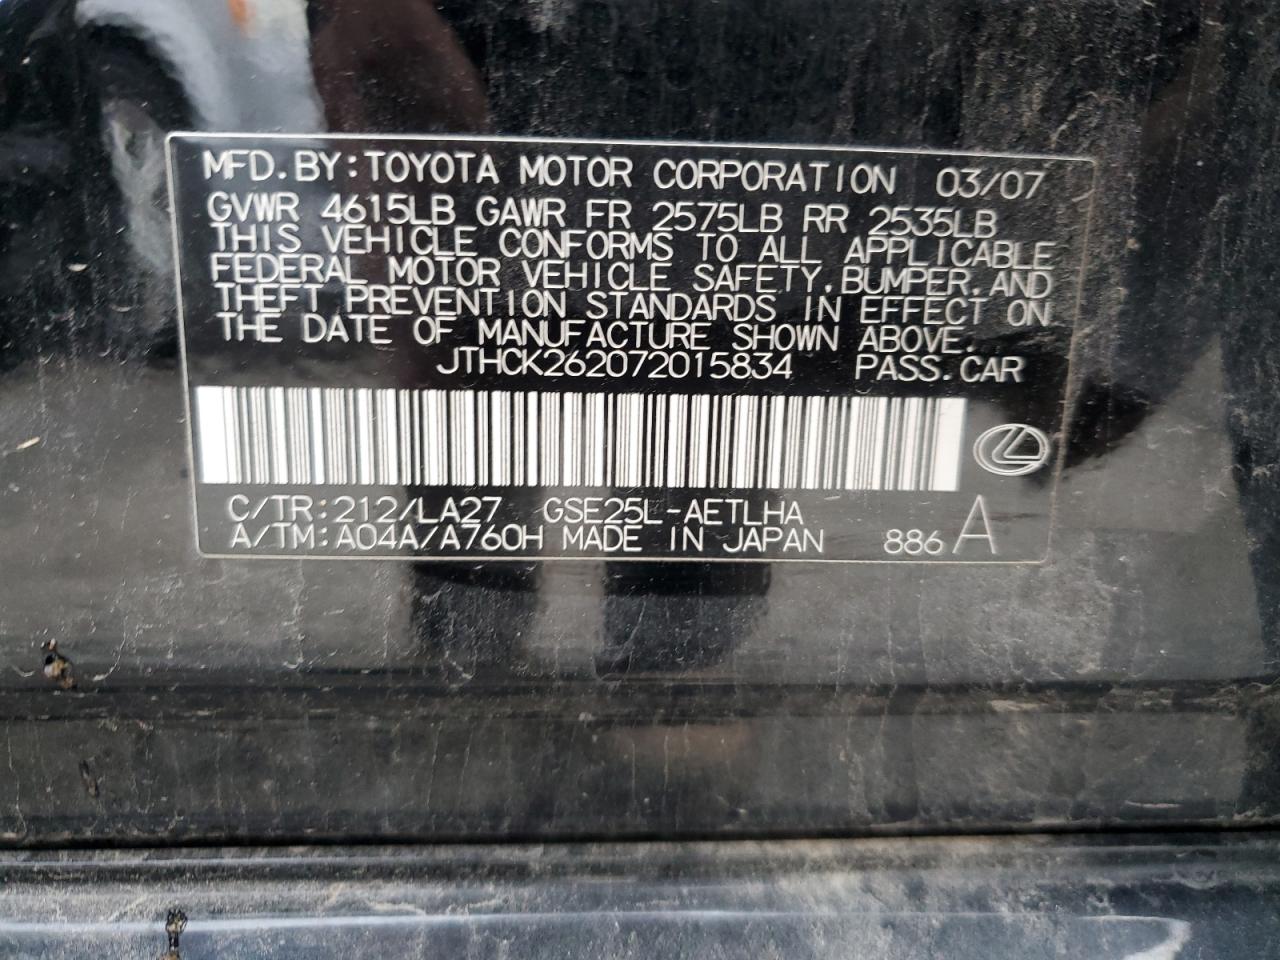 MFD.BY:TOYOTA MOTOR CORPORATION 03/07
GVWR 4615LB GAWR FR 2575LB RR 2535LB
THIS VEHICLE CONFORMS TO ALL APPLICABLE
FEDERAL MOTOR VEHICLE SAFETY,BUMPER,AND
THEFT PREVENTION STANDARDS IN EFFECT ON
THE DATE OF MANUFACTURE SHOWN ABOVE.
JTHCK262072015834 PASS.CAR
C/TR:212/LA27 GSE25L-AETLHA
A/TM:A04A/A760H MADE IN JAPAN 886 A